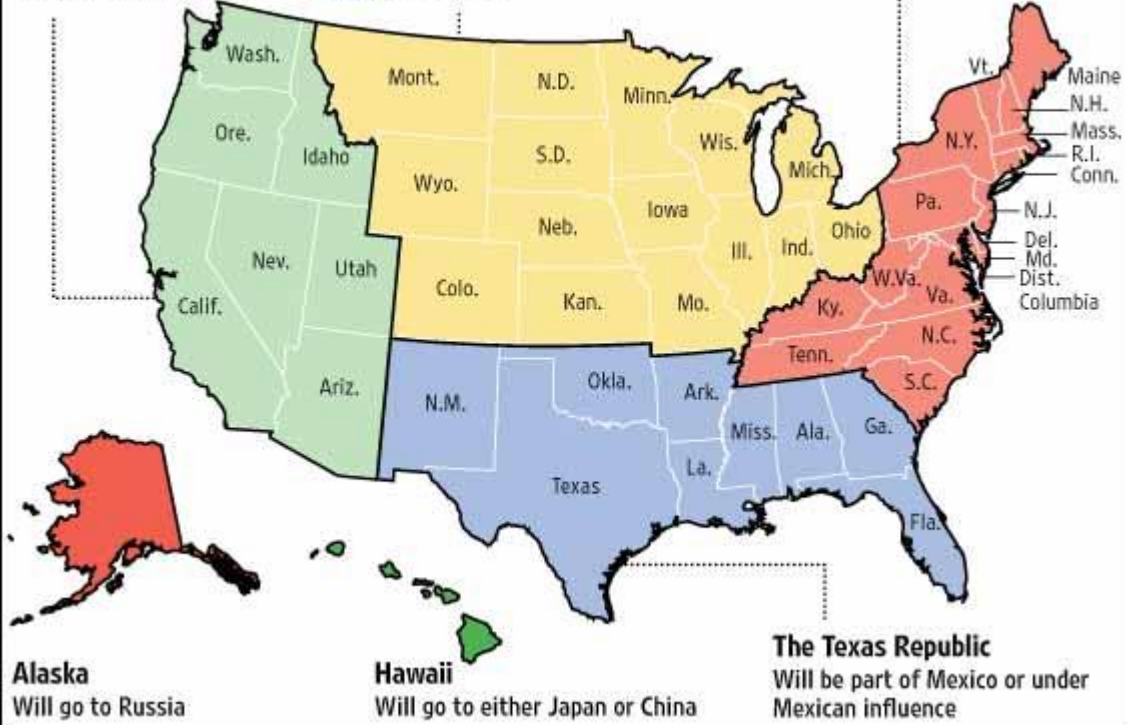 Wash.
Mont.
N.D.
Minn.
Vt.
Maine
N.H.
Mass.
R.I.
Conn.
Ore.
Idaho
S.D.
Wis.
Mich.
N.Y.
Wyo.
Iowa
Pa.
N.J.
Neb.
Ill.
Ind.
Ohio
Del.
Md.
Dist.
Columbia
Nev.
Utah
Colo.
Kan.
Mo.
W.Va.
Va.
Calif.
Ky.
N.C.
Tenn.
Ariz.
N.M.
Okla.
Ark.
S.C.
Miss.
Ala.
Ga.
La.
Texas
Fla.
Alaska
Will go to Russia
Hawaii
Will go to either Japan or China
The Texas Republic
Will be part of Mexico or under
Mexican influence